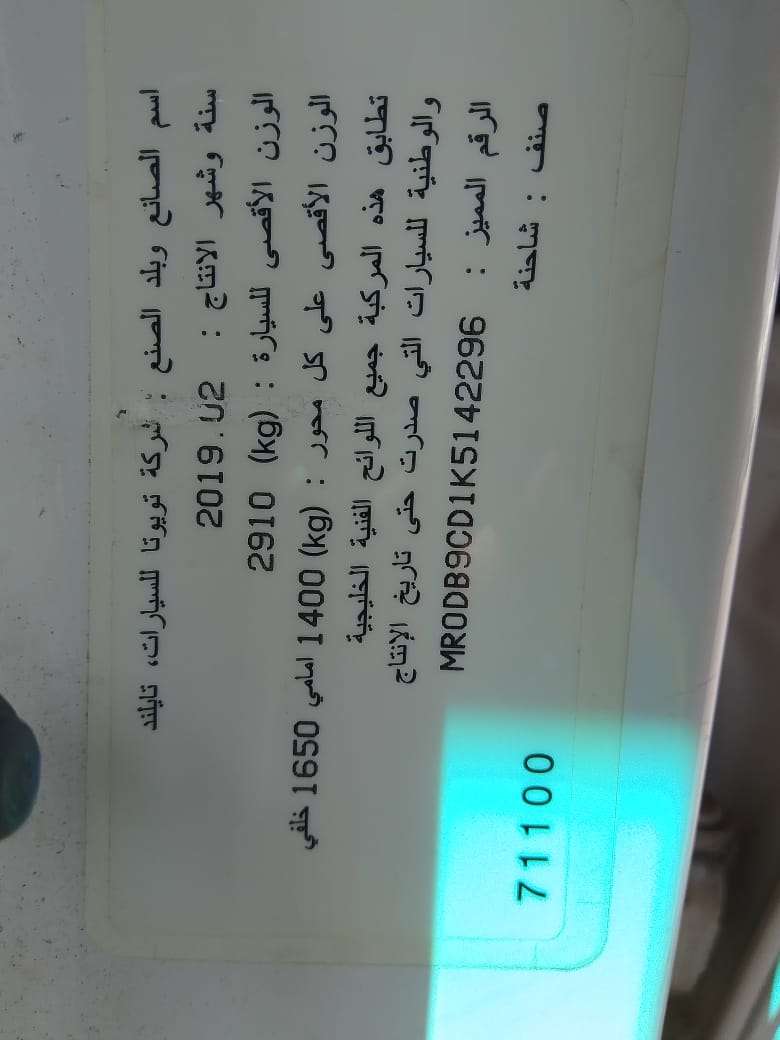 اسم الصانع وبلد الصنع : شركة تويوتا للسيارات، تايلند
سنة وشهر الانتاج : 2019.02
الوزن الأقصى للسيارة : (kg) 2910
الوزن الأقصى على كل محور : (kg) 1400 امامي 1650 خلفي
تطابق هذه المركبة جميع اللوائح الفنية الخليجية
والوطنية للسيارات التي صدرت حتى تاريخ الإنتاج
الرقم المميز : MR0DB9CD1K5142296
صنف : شاحنة
711100